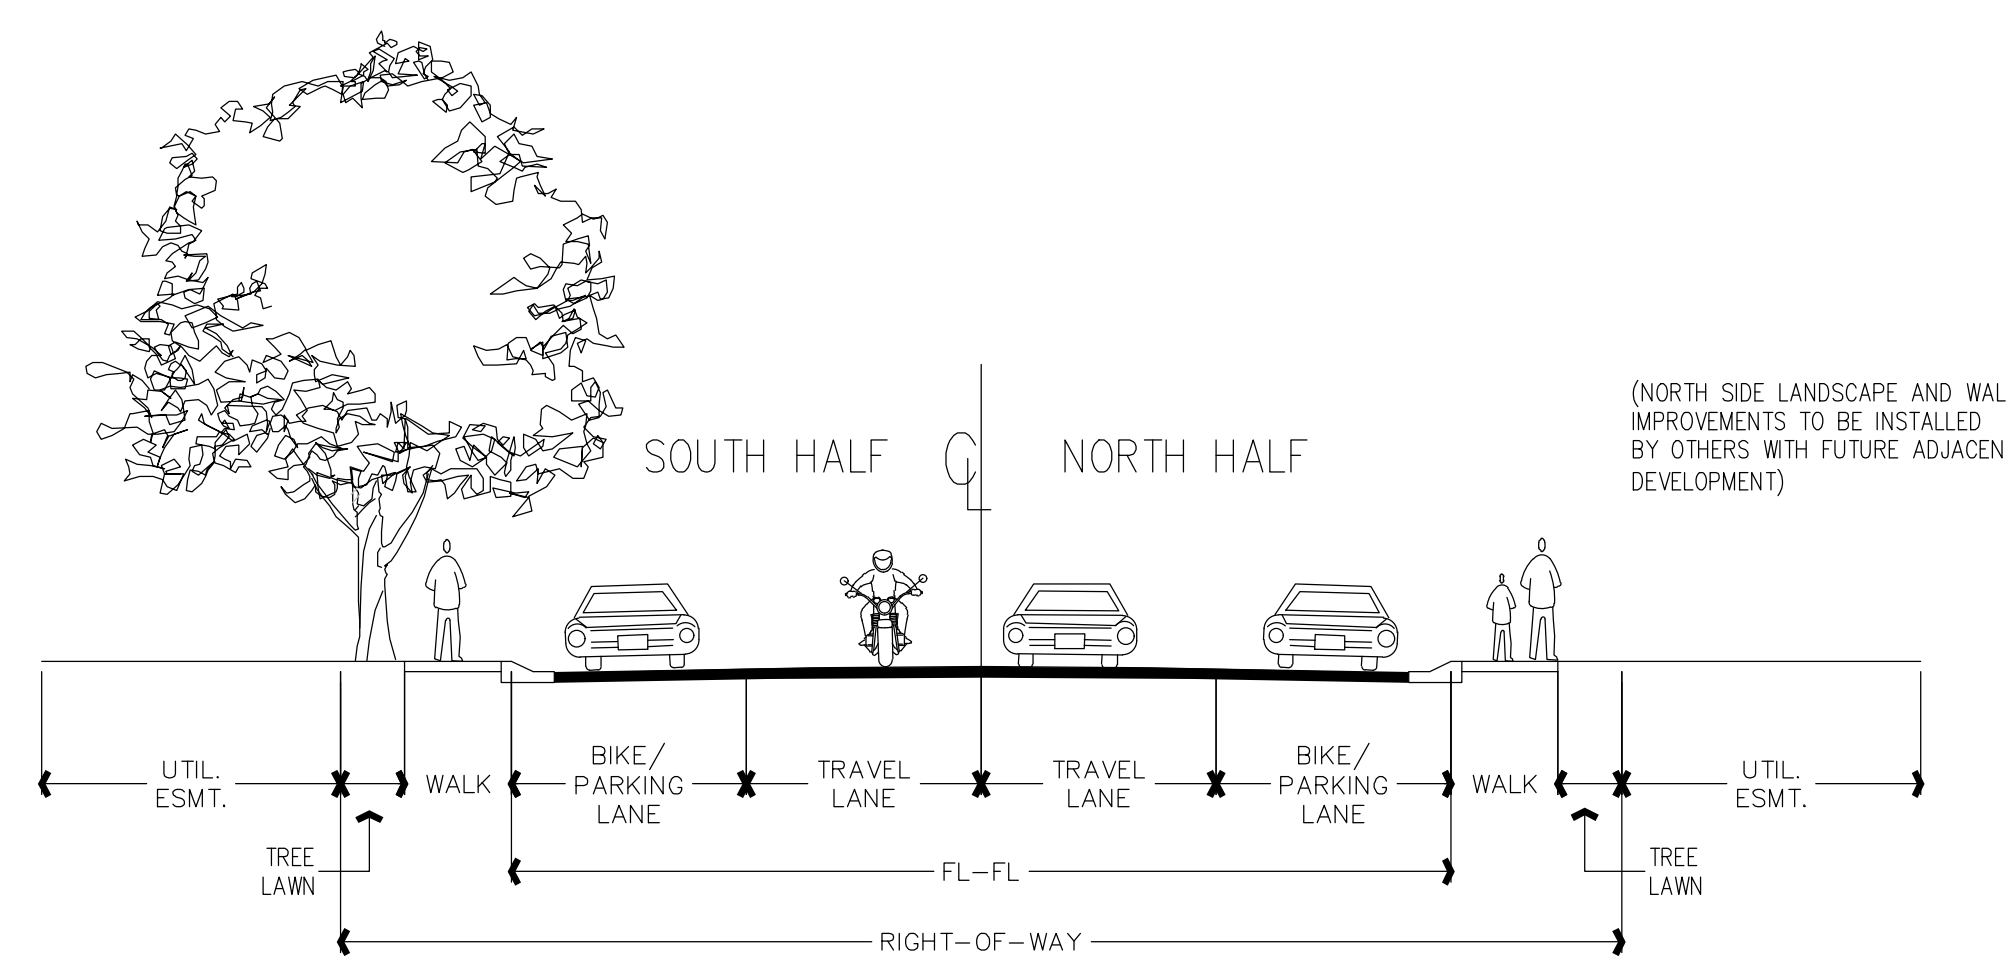 (NORTH SIDE LANDSCAPE AND WAL
IMPROVEMENTS TO BE INSTALLED
BY OTHERS WITH FUTURE ADJACEN
DEVELOPMENT)
SOUTH HALF CL NORTH HALF
UTIL.
ESMT.
WALK
BIKE/
PARKING
LANE
TRAVEL
LANE
TRAVEL
LANE
BIKE/
PARKING
LANE
WALK
UTIL.
ESMT.
TREE
LAWN
FL-FL
TREE
LAWN
RIGHT-OF-WAY